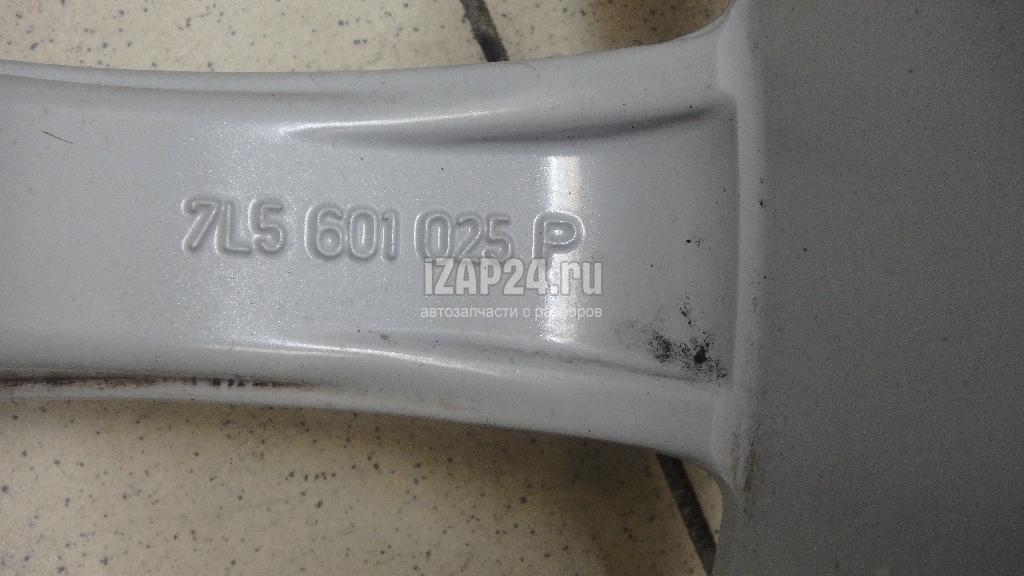 7L5 601 025 P
IZAP24.ru
автозапчасти с разборов